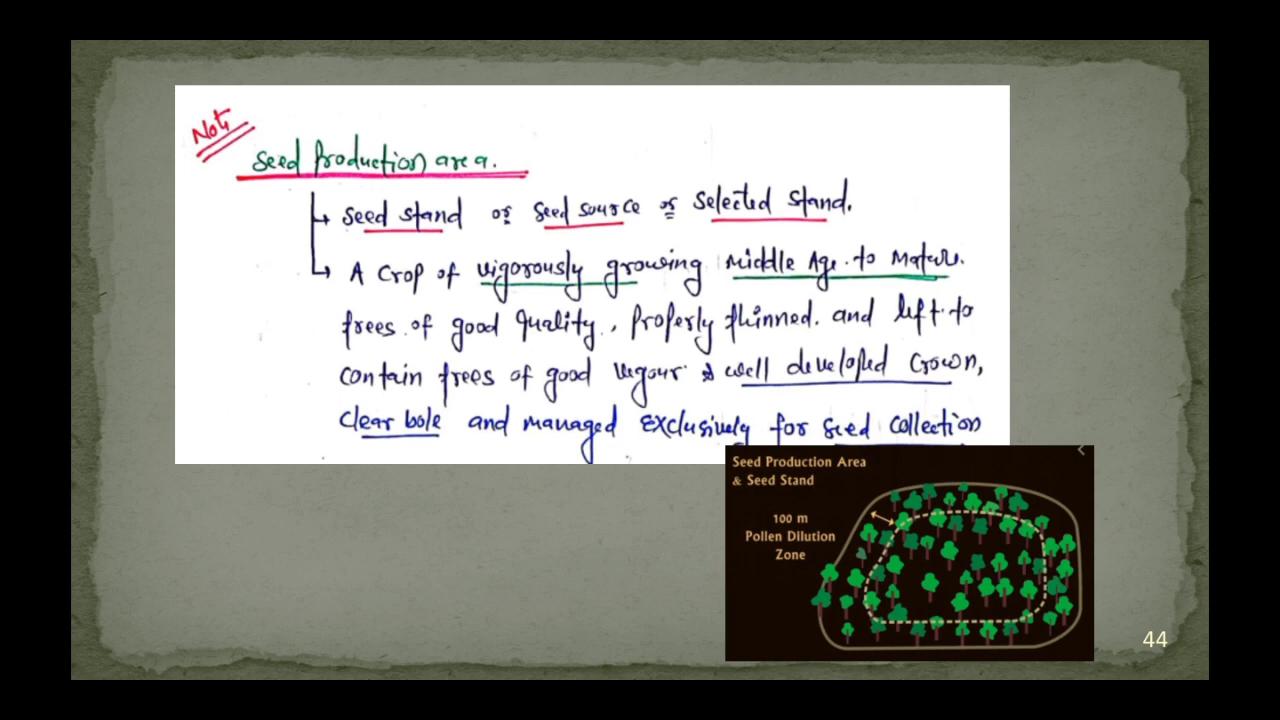 Note
Seed Production area.
Seed stand or Seed source or Selected stand.
A crop of vigorously growing Middle Age to Mature.
trees of good quality, properly thinned. and left to
contain trees of good vegour & well developed Crown,
clear bole and managed exclusively for seed collection
Seed Production Area
& Seed Stand
100 m
Pollen Dilution
Zone
44